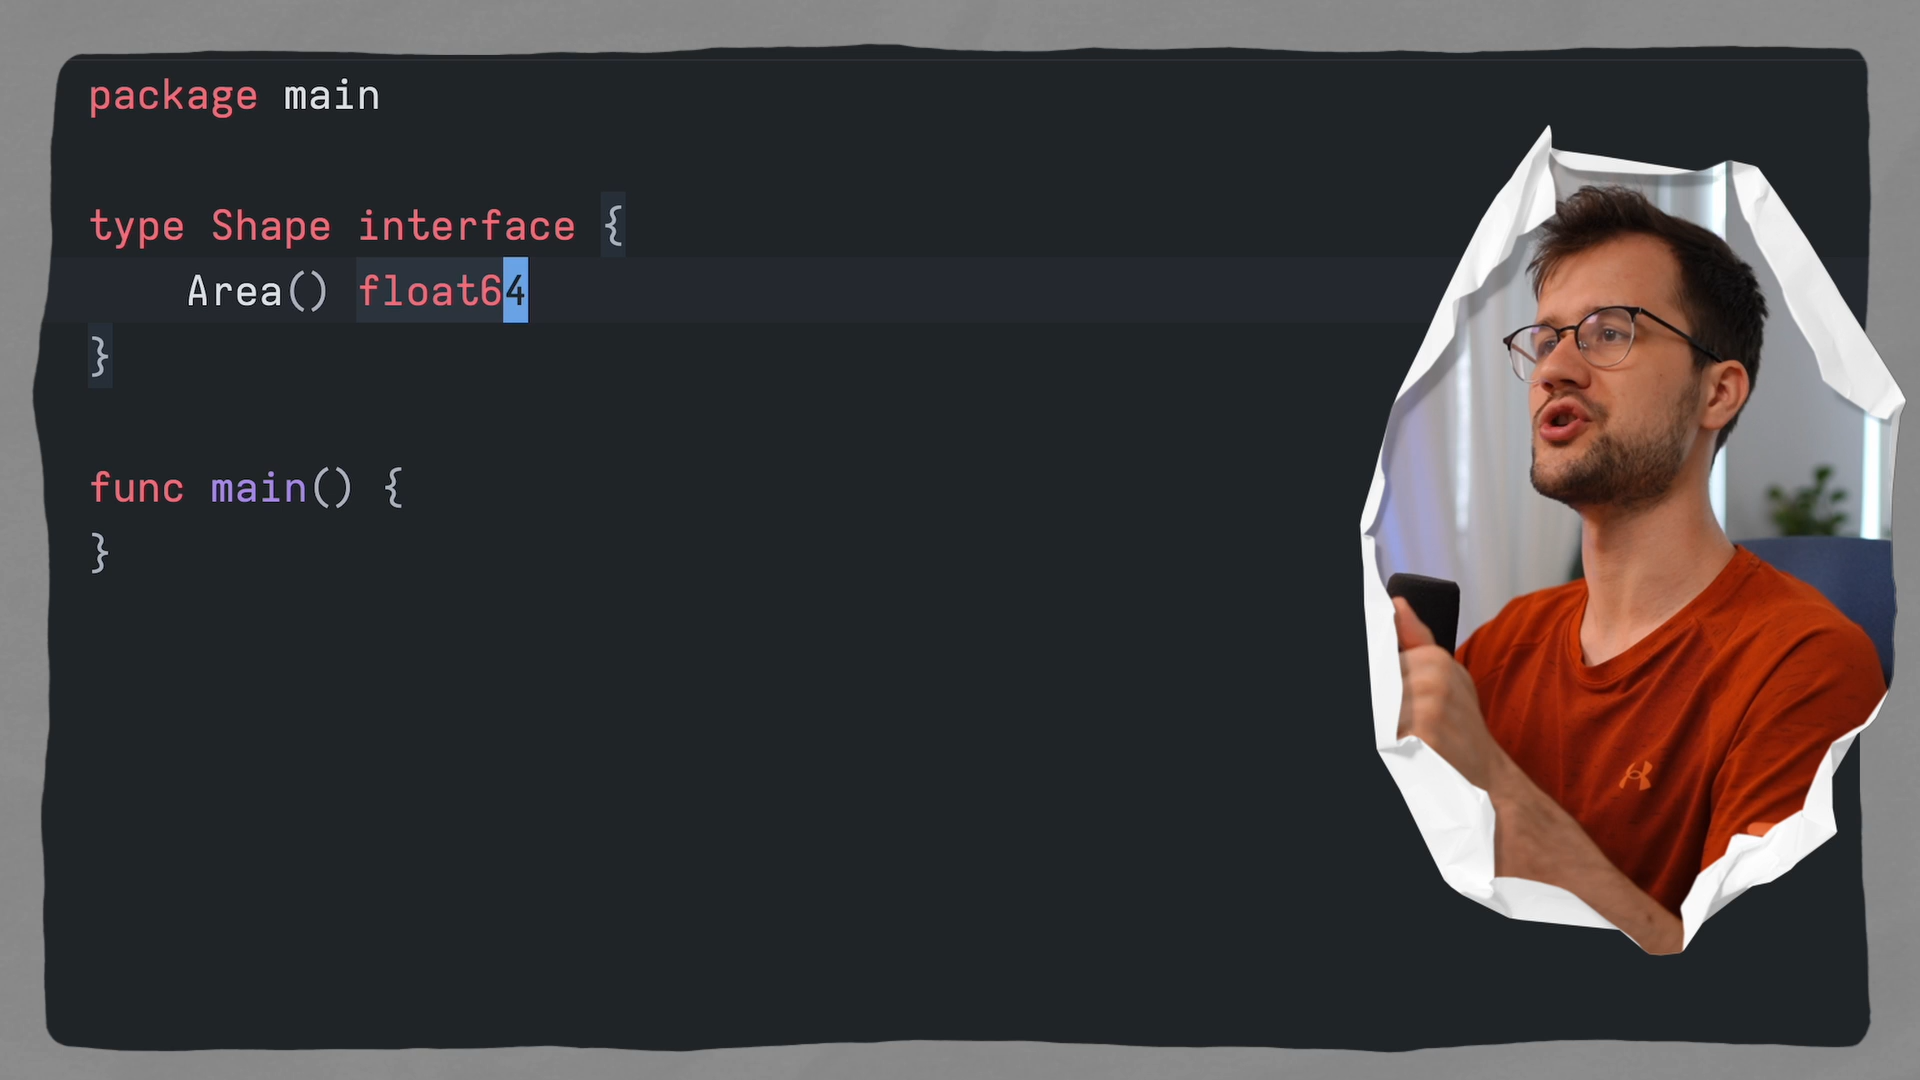 package main
type Shape interface {
Area() float64
}
func main() {
}